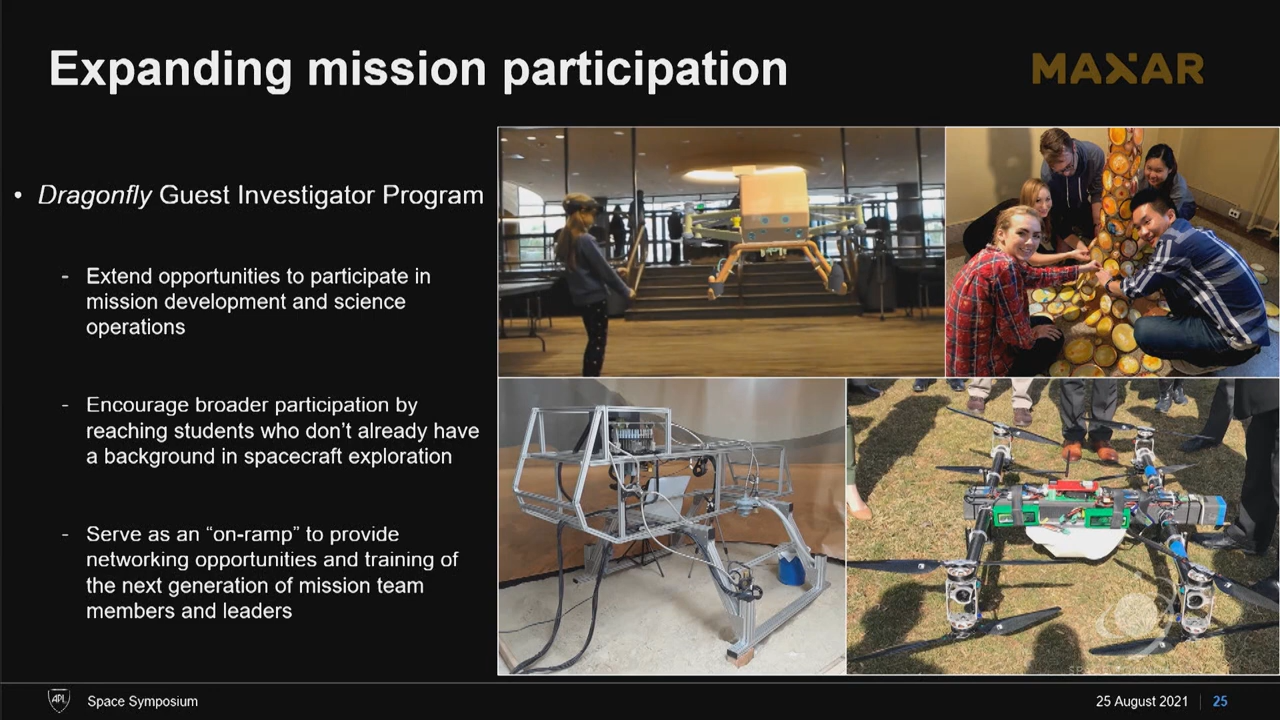 Expanding mission participation
MAXAR
• Dragonfly Guest Investigator Program
- Extend opportunities to participate in
mission development and science
operations
- Encourage broader participation by
reaching students who don’t already have
a background in spacecraft exploration
- Serve as an “on-ramp” to provide
networking opportunities and training of
the next generation of mission team
members and leaders
APL
Space Symposium
25 August 2021
25